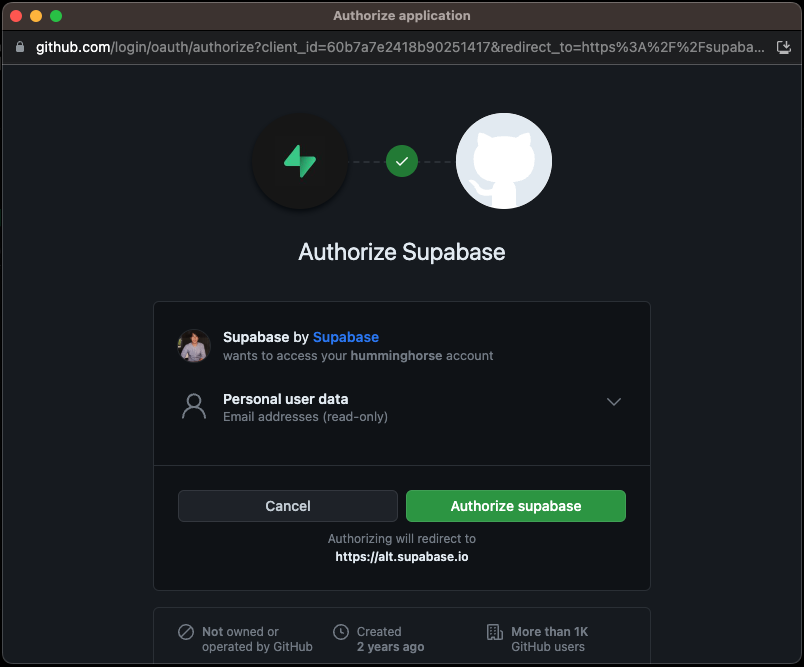 Authorize application
github.com/login/oauth/authorize?client_id=60b7a7e2418b90251417&redirect_to=https%3A%2F%2Fsupaba...
Authorize Supabase
Supabase by Supabase
wants to access your humminghorse account
Personal user data
Email addresses (read-only)
Cancel
Authorize supabase
Authorizing will redirect to
https://alt.supabase.io
Not owned or
operated by GitHub
Created
2 years ago
More than 1K
GitHub users